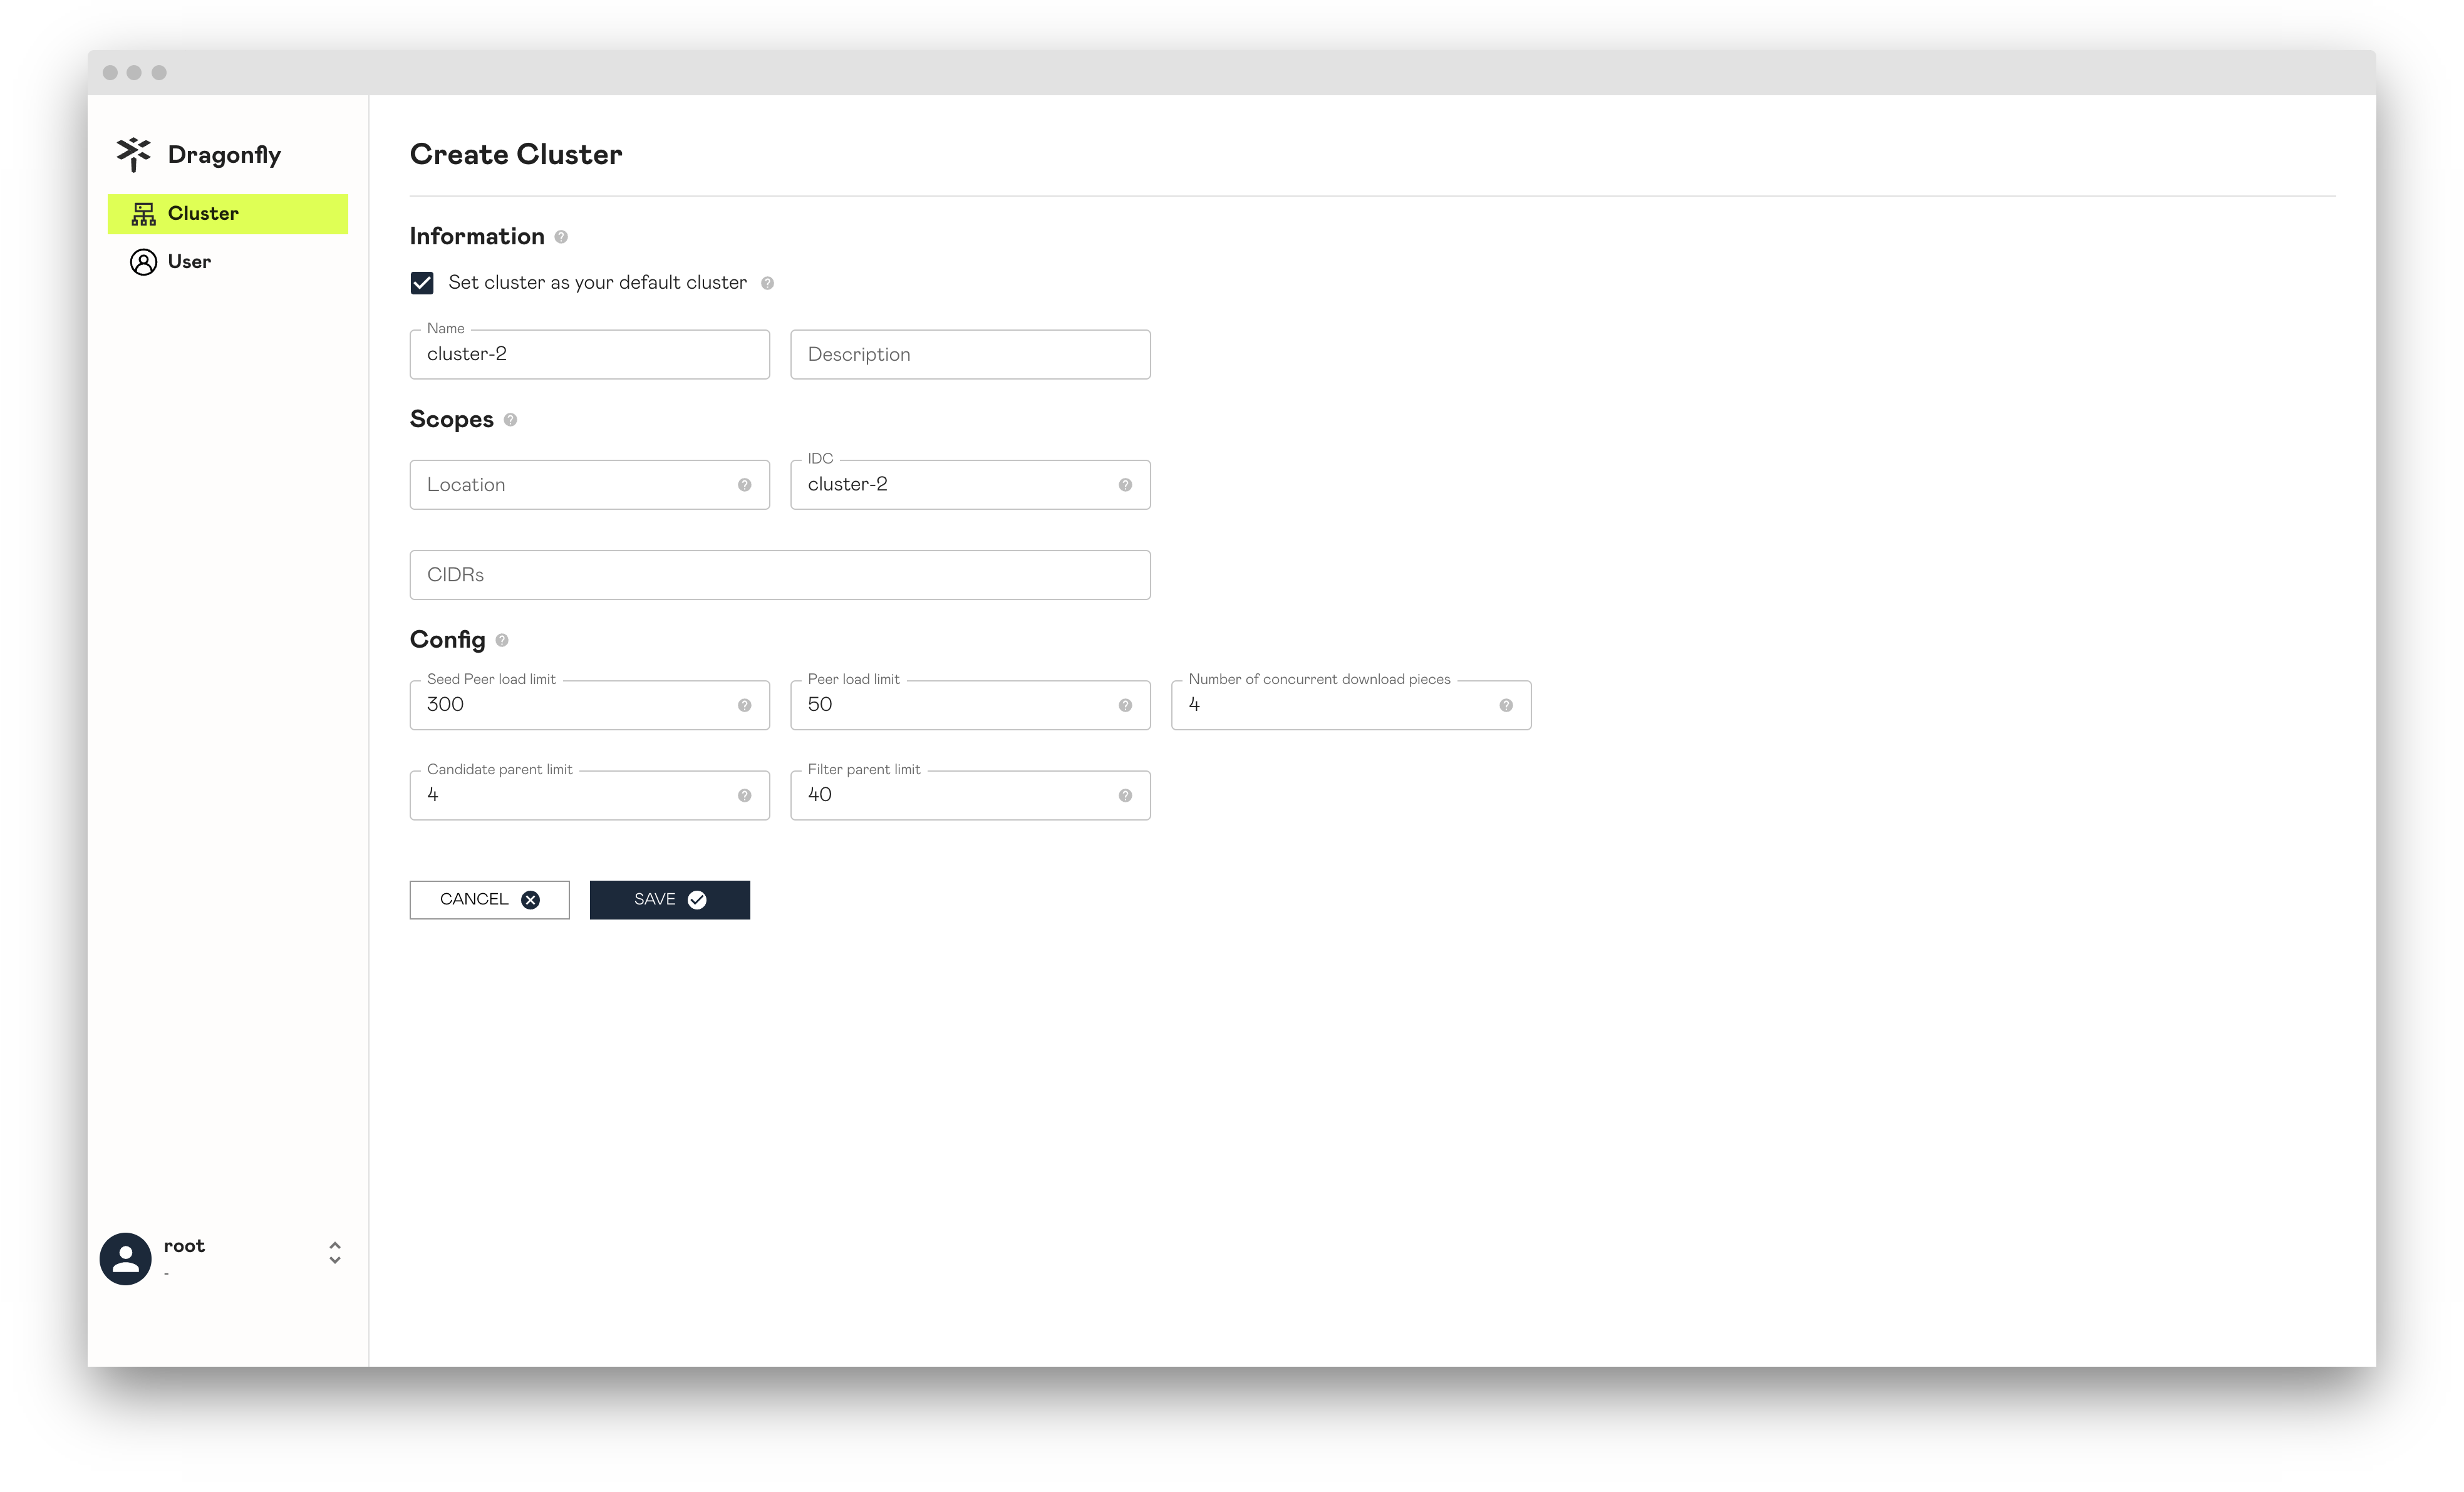 Dragonfly
Cluster
User
root
-
Create Cluster
Information
Set cluster as your default cluster
Name
cluster-2
Description
Scopes
Location
IDC
cluster-2
CIDRs
Config
Seed Peer load limit
300
Peer load limit
50
Number of concurrent download pieces
4
Candidate parent limit
4
Filter parent limit
40
CANCEL
SAVE